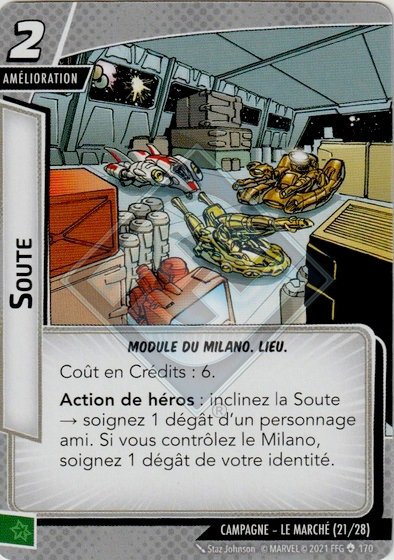 2
AMÉLIORATION
SOUTE
MODULE DU MILANO. LIEU.
Coût en Crédits : 6.
Action de héros : inclinez la Soute
→ soignez 1 dégât d'un personnage
ami. Si vous contrôlez le Milano,
soignez 1 dégât de votre identité.
CAMPAGNE – LE MARCHÉ (21/28)
Staz Johnson © MARVEL © 2021 FFG 170